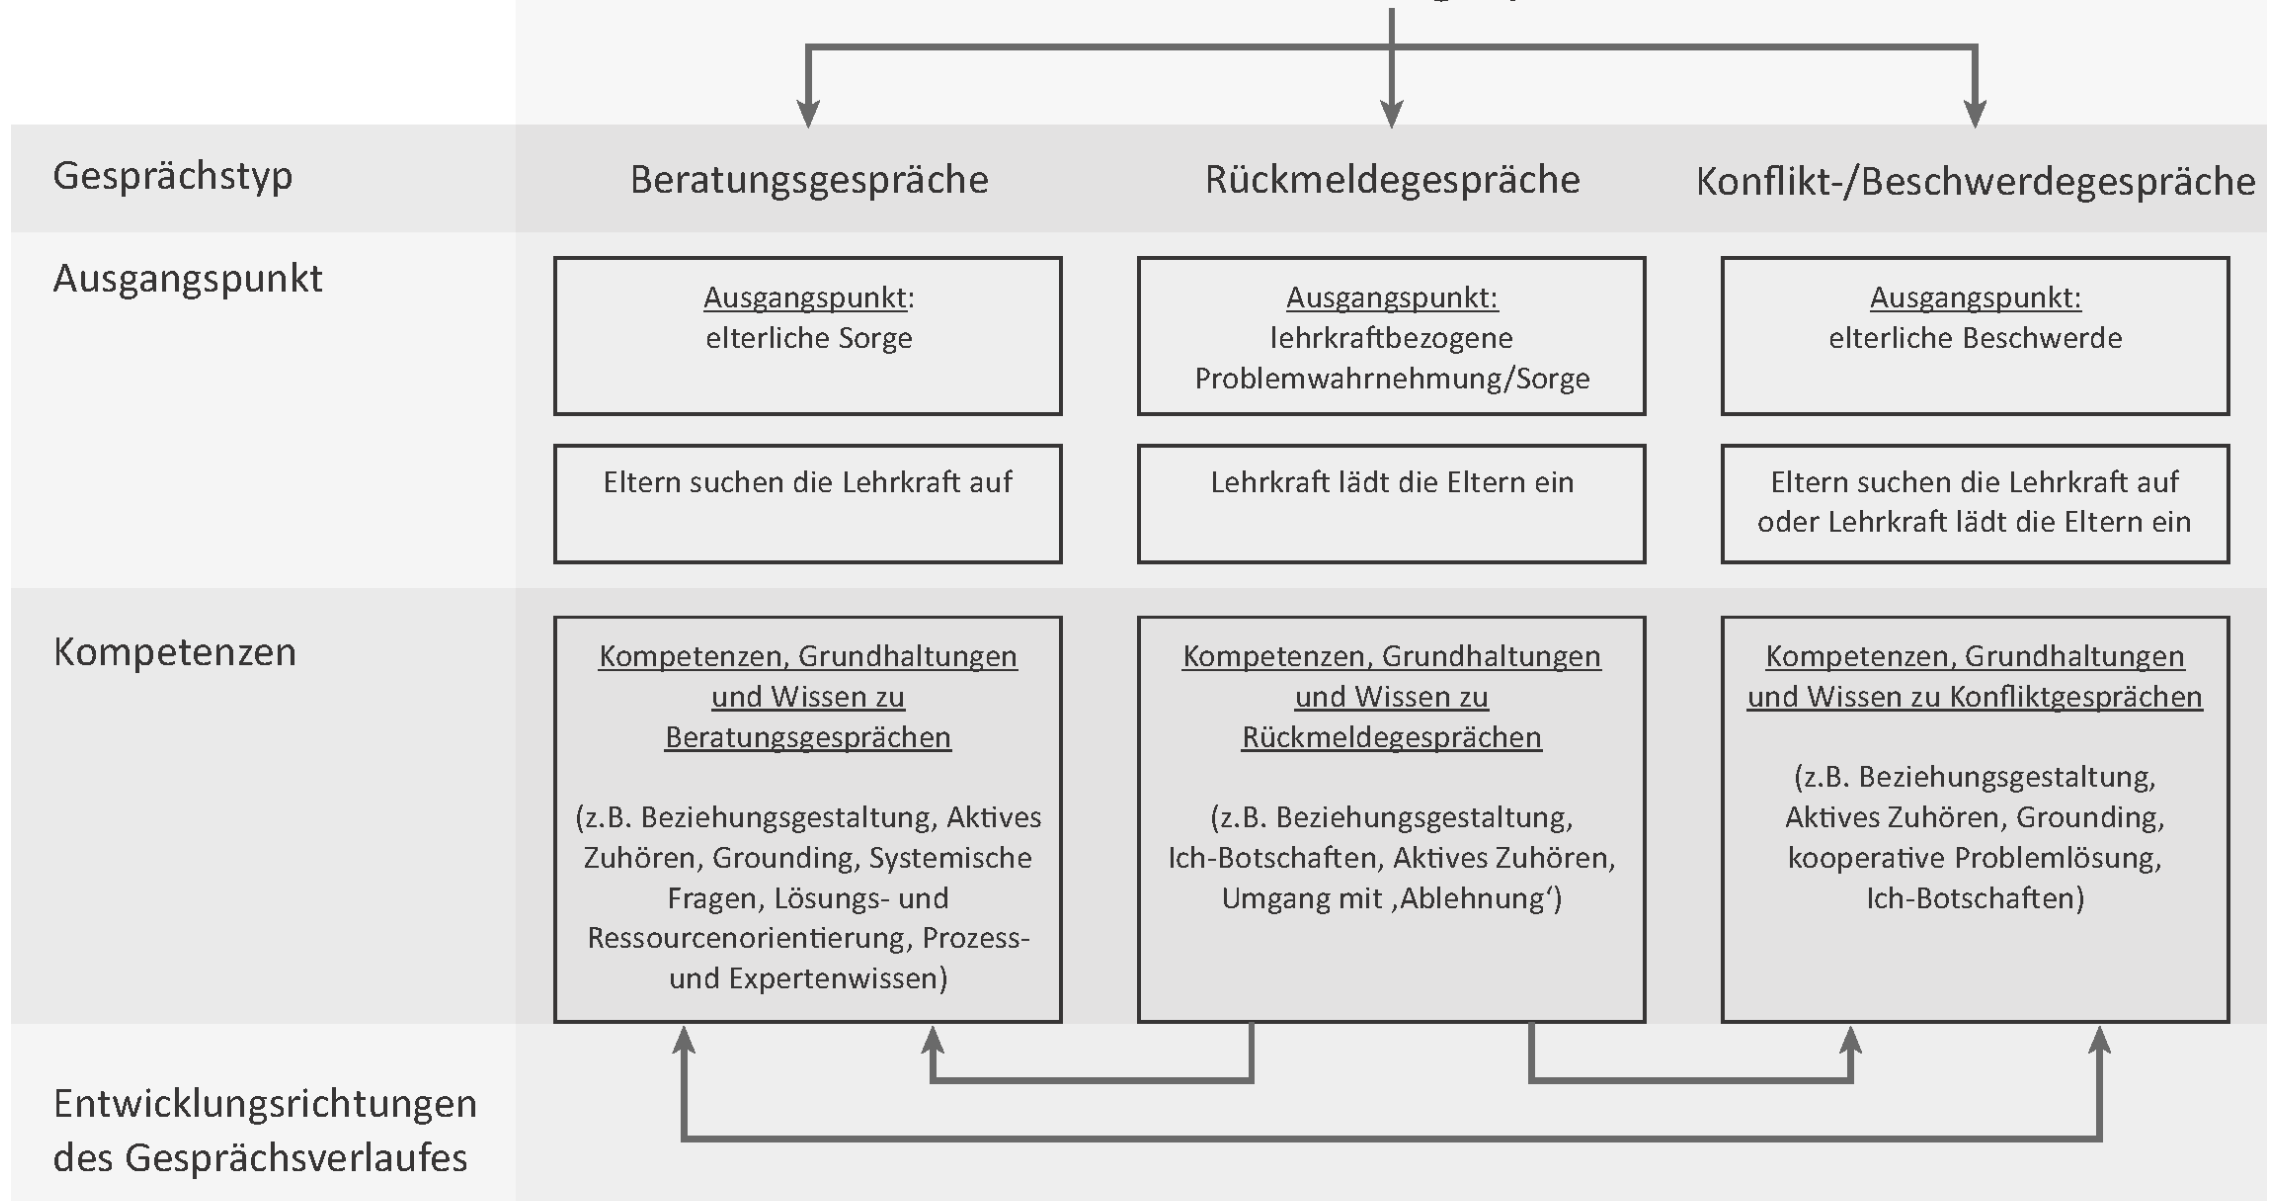 Gesprächstyp
Beratungsgespräche
Rückmeldegespräche
Konflikt-/Beschwerdegespräche
Ausgangspunkt
Ausgangspunkt:
elterliche Sorge
Ausgangspunkt:
lehrkraftbezogene
Problemwahrnehmung/Sorge
Ausgangspunkt:
elterliche Beschwerde
Eltern suchen die Lehrkraft auf
Lehrkraft lädt die Eltern ein
Eltern suchen die Lehrkraft auf
oder Lehrkraft lädt die Eltern ein
Kompetenzen
Kompetenzen, Grundhaltungen
und Wissen zu
Beratungsgesprächen
(z.B. Beziehungsgestaltung, Aktives
Zuhören, Grounding, Systemische
Fragen, Lösungs- und
Ressourcenorientierung, Prozess-
und Expertenwissen)
Kompetenzen, Grundhaltungen
und Wissen zu
Rückmeldegesprächen
(z.B. Beziehungsgestaltung,
Ich-Botschaften, Aktives Zuhören,
Umgang mit ‚Ablehnung‘)
Kompetenzen, Grundhaltungen
und Wissen zu Konfliktgesprächen
(z.B. Beziehungsgestaltung,
Aktives Zuhören, Grounding,
kooperative Problemlösung,
Ich-Botschaften)
Entwicklungsrichtungen
des Gesprächsverlaufes